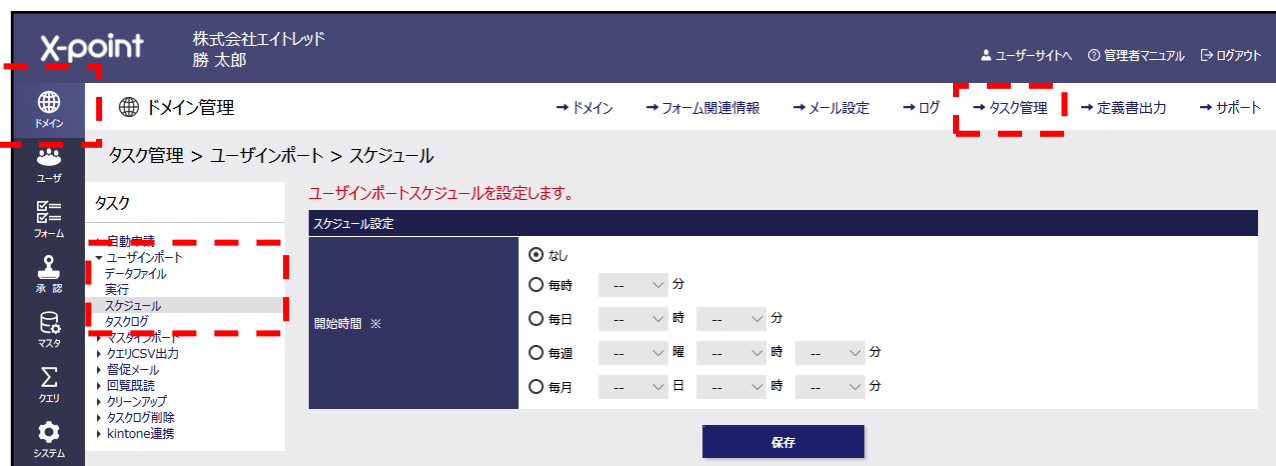 X-point
株式会社エイトレッド
勝 太郎
ユーザーサイトへ
管理者マニュアル
ログアウト
ドメイン
ドメイン管理
→ドメイン
→フォーム関連情報
→メール設定
→ログ
→タスク管理
→定義書出力
→サポート
ユーザ
フォーム
承 認
マスタ
クエリ
システム
タスク管理 > ユーザインポート > スケジュール
タスク
自動申請
ユーザインポート
データファイル
実行
スケジュール
タスクログ
マスタインポート
クエリCSV出力
督促メール
回覧既読
クリーンアップ
タスクログ削除
kintone連携
ユーザインポートスケジュールを設定します。
スケジュール設定
開始時間 ※
なし
毎時 -- 分
毎日 -- 時 -- 分
毎週 -- 曜 -- 時 -- 分
毎月 -- 日 -- 時 -- 分
保存